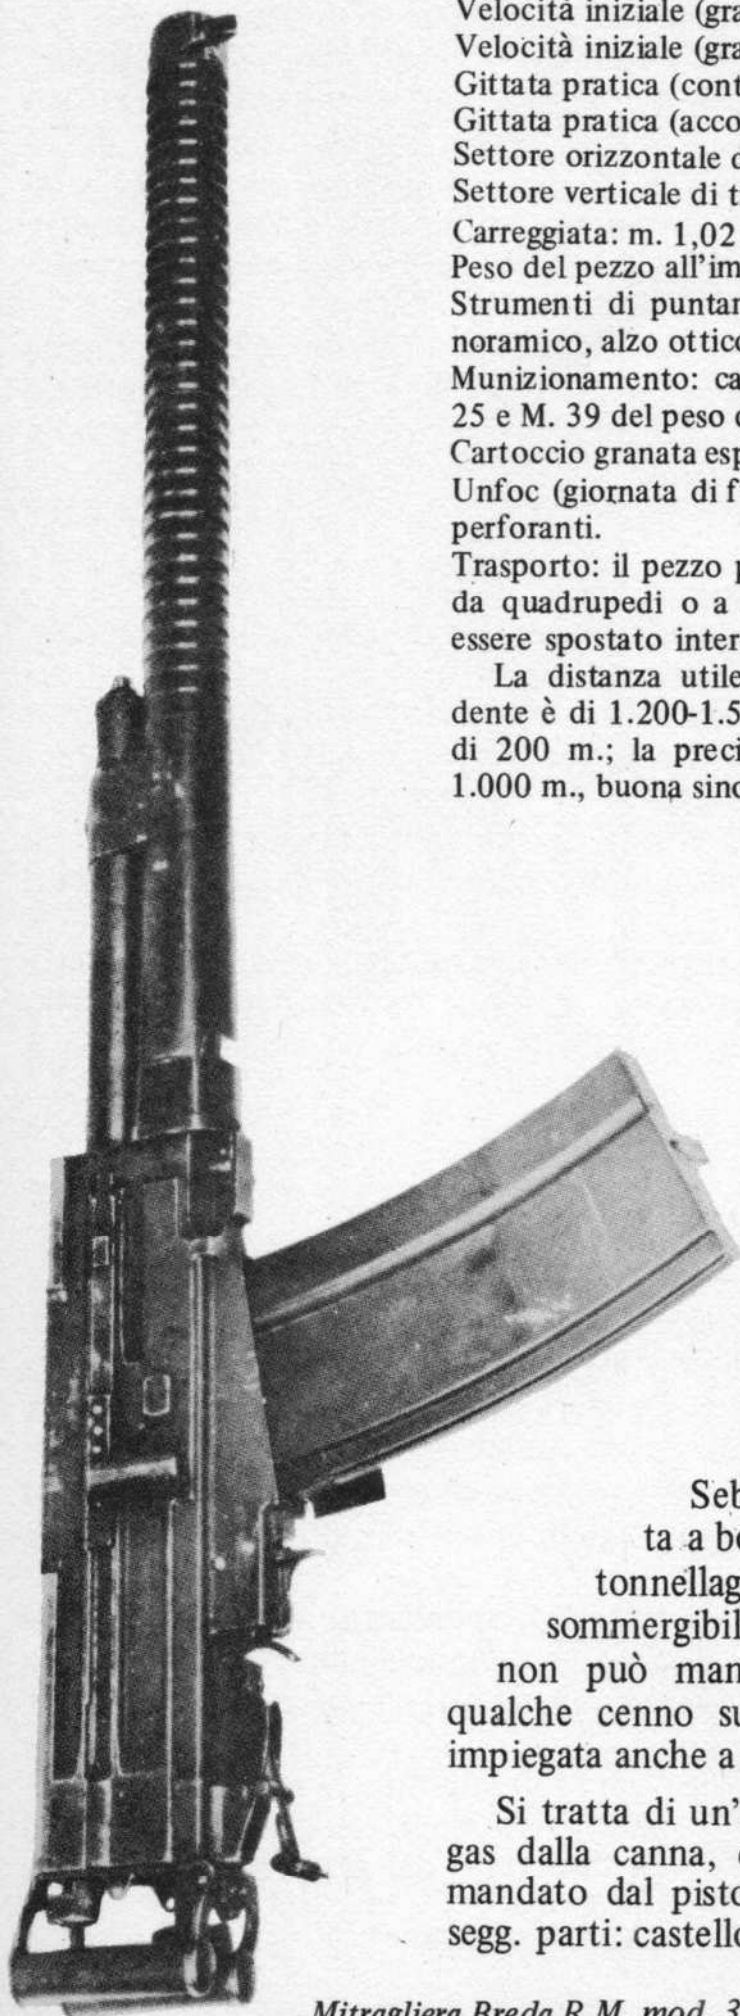 Velocità iniziale (gra
Velocità iniziale (gra
Gittata pratica (cont
Gittata pratica (acco
Settore orizzontale d
Settore verticale di t
Carreggiata: m. 1,02
Peso del pezzo all'im
Strumenti di puntar
noramico, alzo ottico
Munizionamento: ca
25 e M. 39 del peso d
Cartoccio granata esp
Unfoc (giornata di f
perforanti.
Trasporto: il pezzo p
da quadrupedi o a
essere spostato inter
La distanza utile
dente è di 1.200-1.5
di 200 m.; la preci
1.000 m., buona sino
Seb
ta a bo
tonnellag
sommergibil
non può man
qualche cenno su
impiegata anche a
Si tratta di un'
gas dalla canna,
mandato dal pisto
segg. parti: castello
Mitragliera Breda R.M. mod. 3